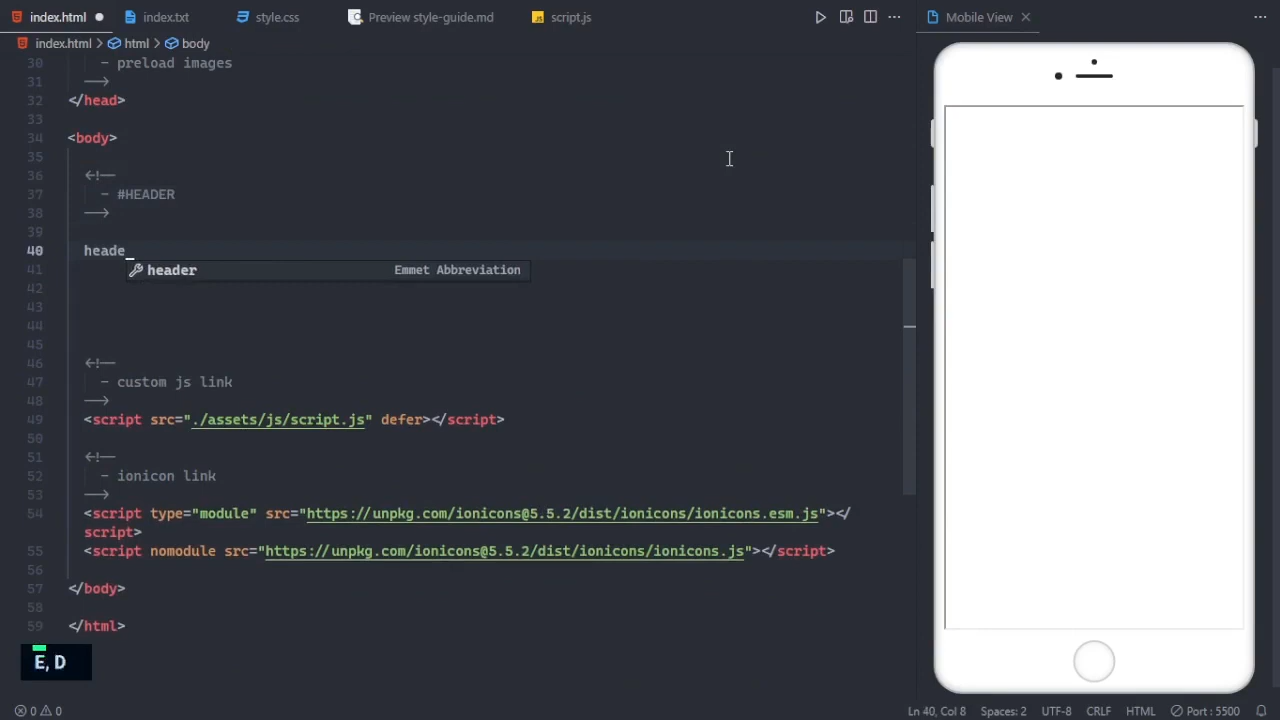 index.html
index.txt
style.css
Preview style-guide.md
script.js
Mobile View
index.html > html > body
30 - preload images
31 -->
32 </head>
33
34 <body>
35
36 <!--
37 - #HEADER
38 -->
39
40 heade
header Emmet Abbreviation
41
42
43
44
45
46 <!--
47 - custom js link
48 -->
49 <script src="./assets/js/script.js" defer></script>
50
51 <!--
52 - ionicon link
53 -->
54 <script type="module" src="https://unpkg.com/ionicons@5.5.2/dist/ionicons/ionicons.esm.js"></
script>
55 <script nomodule src="https://unpkg.com/ionicons@5.5.2/dist/ionicons/ionicons.js"></script>
56
57 </body>
58
59 </html>
E, D
0 0
Ln 40, Col 8 Spaces: 2 UTF-8 CRLF HTML Port : 5500